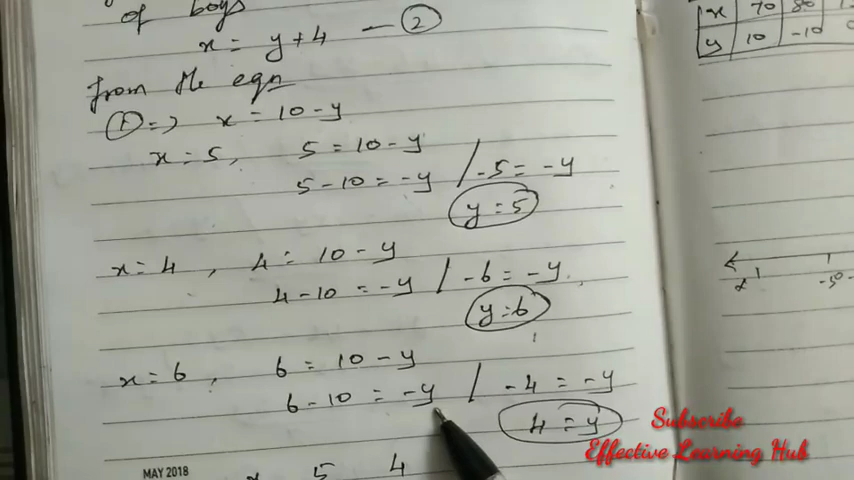 of boys
x = y+4 — ②
from the eqn
① => x = 10 - y
x = 5, 5 = 10 - y
5 - 10 = -y / -5 = -y
y = 5
x = 4, 4 = 10 - y
4 - 10 = -y / -6 = -y
y = 6
x = 6, 6 = 10 - y
6 - 10 = -y / -4 = -y
4 = y
x 5 4
MAY 2018
x 70 80
y 10 -10
Subscribe
Effective Learning Hub